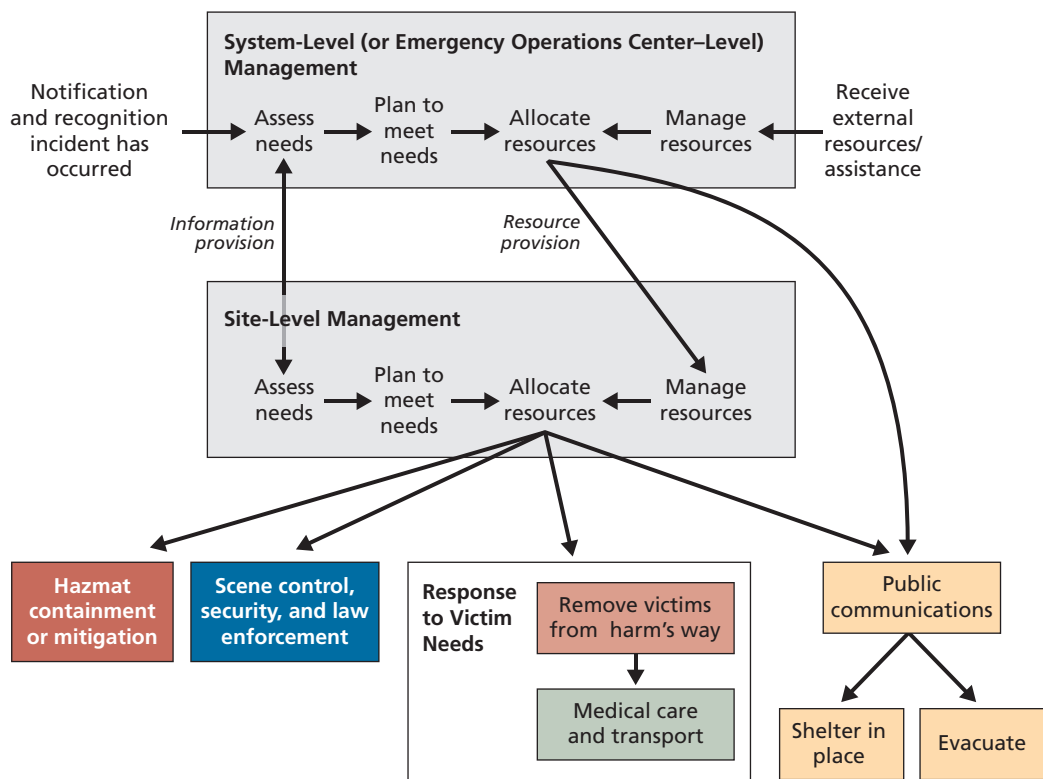 System-Level (or Emergency Operations Center–Level)
Management
Notification
and recognition
incident has
occurred
Assess
needs
Plan to
meet
needs
Allocate
resources
Manage
resources
Receive
external
resources/
assistance
Information
provision
Resource
provision
Site-Level Management
Assess
needs
Plan to
meet
needs
Allocate
resources
Manage
resources
Hazmat
containment
or mitigation
Scene control,
security, and law
enforcement
Response
to Victim
Needs
Remove victims
from harm’s way
Medical care
and transport
Public
communications
Shelter in
place
Evacuate